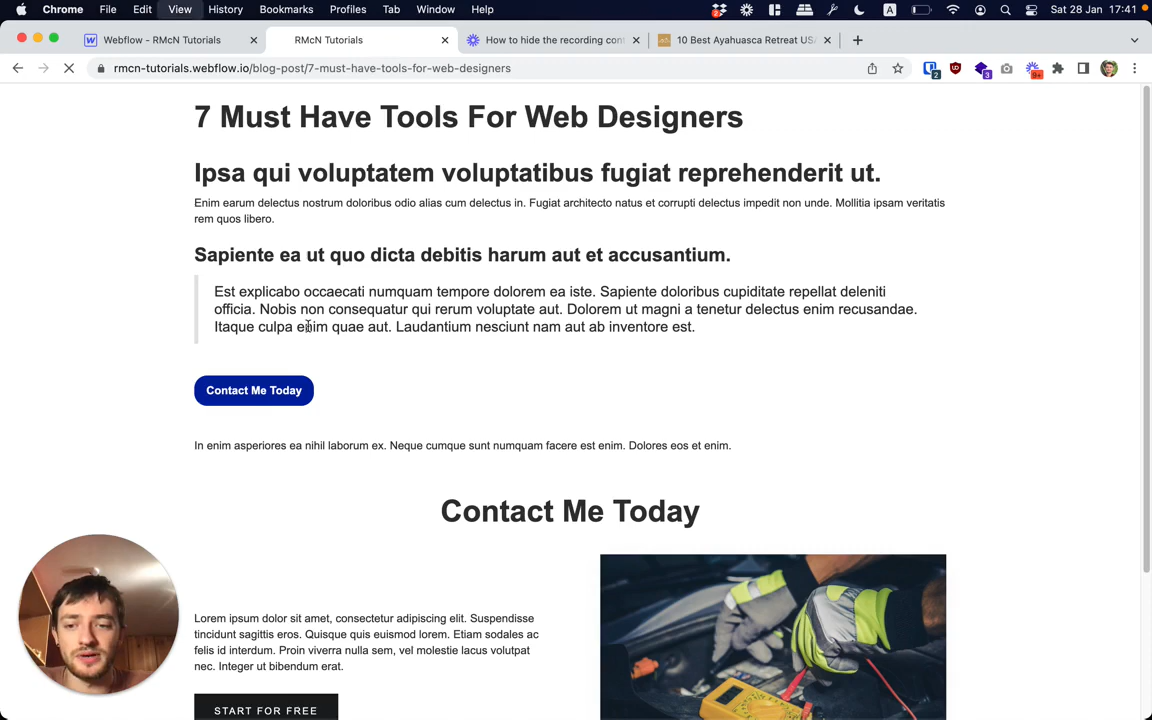 Chrome File Edit View History Bookmarks Profiles Tab Window Help
2 A Sat 28 Jan 17:41
Webflow - RMcN Tutorials
RMcN Tutorials
How to hide the recording cont
10 Best Ayahuasca Retreat USA
rmcn-tutorials.webflow.io/blog-post/7-must-have-tools-for-web-designers
2 3 9+
7 Must Have Tools For Web Designers
Ipsa qui voluptatem voluptatibus fugiat reprehenderit ut.
Enim earum delectus nostrum doloribus odio alias cum delectus in. Fugiat architecto natus et corrupti delectus impedit non unde. Mollitia ipsam veritatis
rem quos libero.
Sapiente ea ut quo dicta debitis harum aut et accusantium.
Est explicabo occaecati numquam tempore dolorem ea iste. Sapiente doloribus cupiditate repellat deleniti
officia. Nobis non consequatur qui rerum voluptate aut. Dolorem ut magni a tenetur delectus enim recusandae.
Itaque culpa enim quae aut. Laudantium nesciunt nam aut ab inventore est.
Contact Me Today
In enim asperiores ea nihil laborum ex. Neque cumque sunt numquam facere est enim. Dolores eos et enim.
Contact Me Today
Lorem ipsum dolor sit amet, consectetur adipiscing elit. Suspendisse
tincidunt sagittis eros. Quisque quis euismod lorem. Etiam sodales ac
felis id interdum. Proin viverra nulla sem, vel molestie lacus volutpat
nec. Integer ut bibendum erat.
START FOR FREE